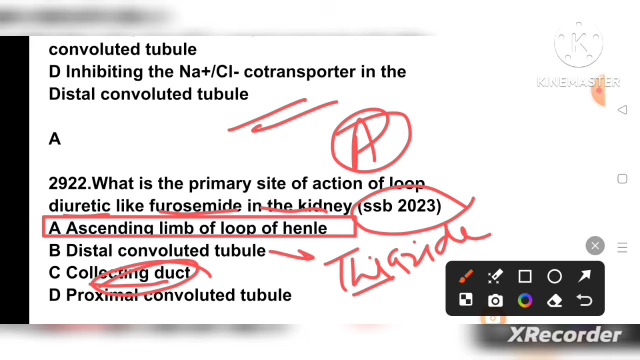 convoluted tubule
D Inhibiting the Na+/Cl- cotransporter in the
Distal convoluted tubule
KINEMASTER
A
A
2922.What is the primary site of action of loop
diuretic like furosemide in the kidney (ssb 2023)
A Ascending limb of loop of henle
B Distal convoluted tubule
Thiazide
C Collecting duct
D Proximal convoluted tubule
XRecorder